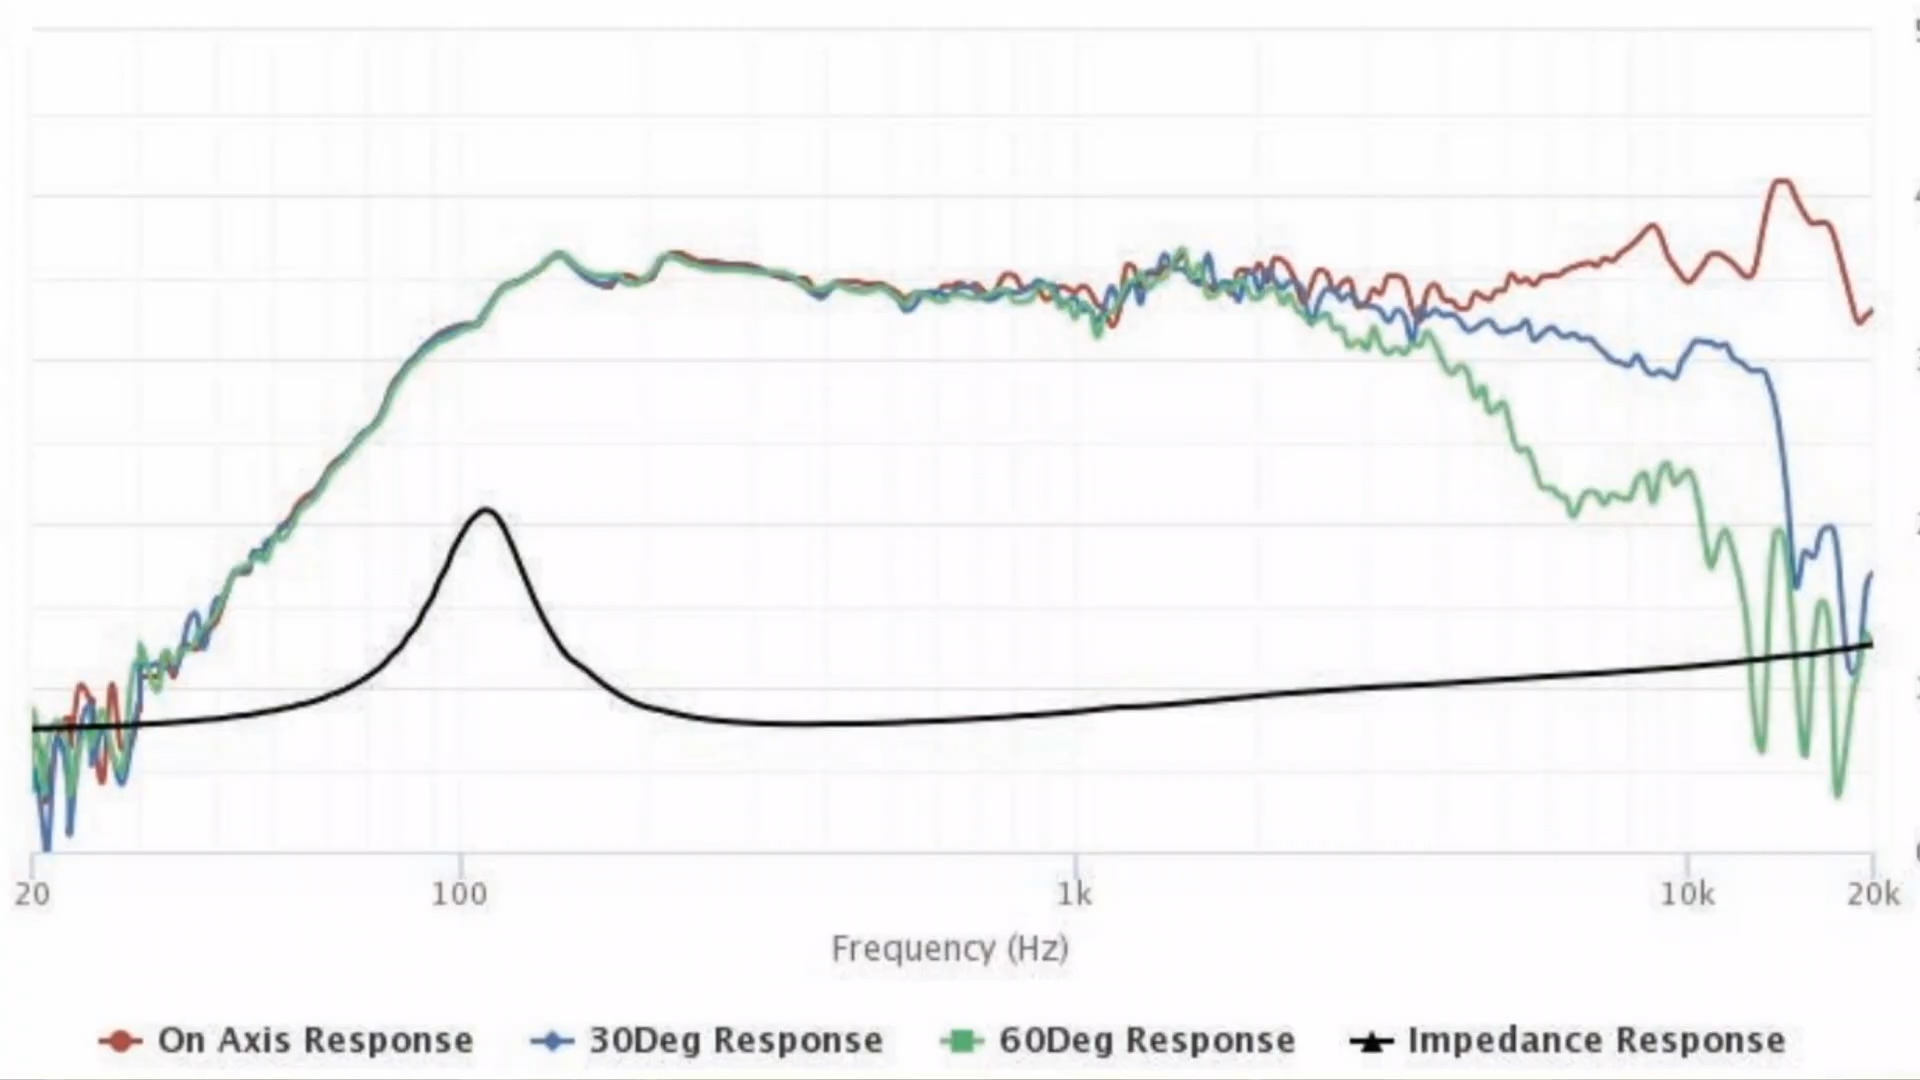 20 100 1k 10k 20k
Frequency (Hz)
On Axis Response 30Deg Response 60Deg Response Impedance Response